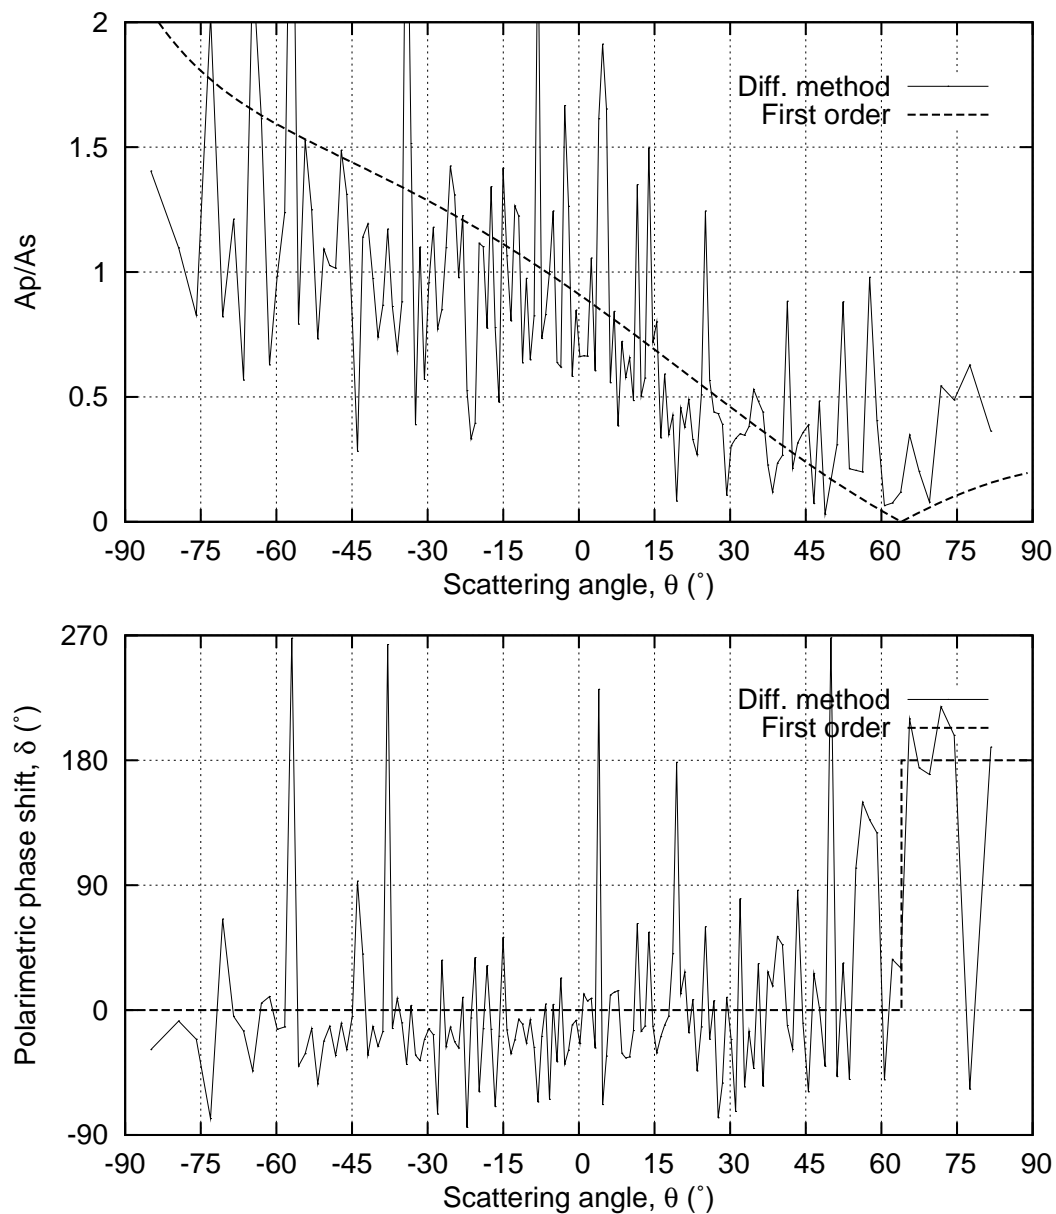 2
1.5
1
0.5
0
Ap/As
Diff. method
First order
-90 -75 -60 -45 -30 -15 0 15 30 45 60 75 90
Scattering angle, θ (˚)
270
180
90
0
-90
Polarimetric phase shift, δ (˚)
Diff. method
First order
-90 -75 -60 -45 -30 -15 0 15 30 45 60 75 90
Scattering angle, θ (˚)